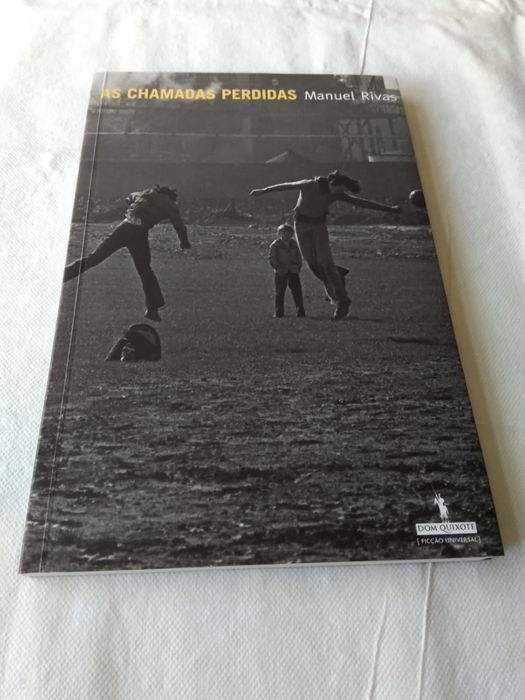 AS CHAMADAS PERDIDAS Manuel Rivas
DOM QUIXOTE
[ FICÇÃO UNIVERSAL ]